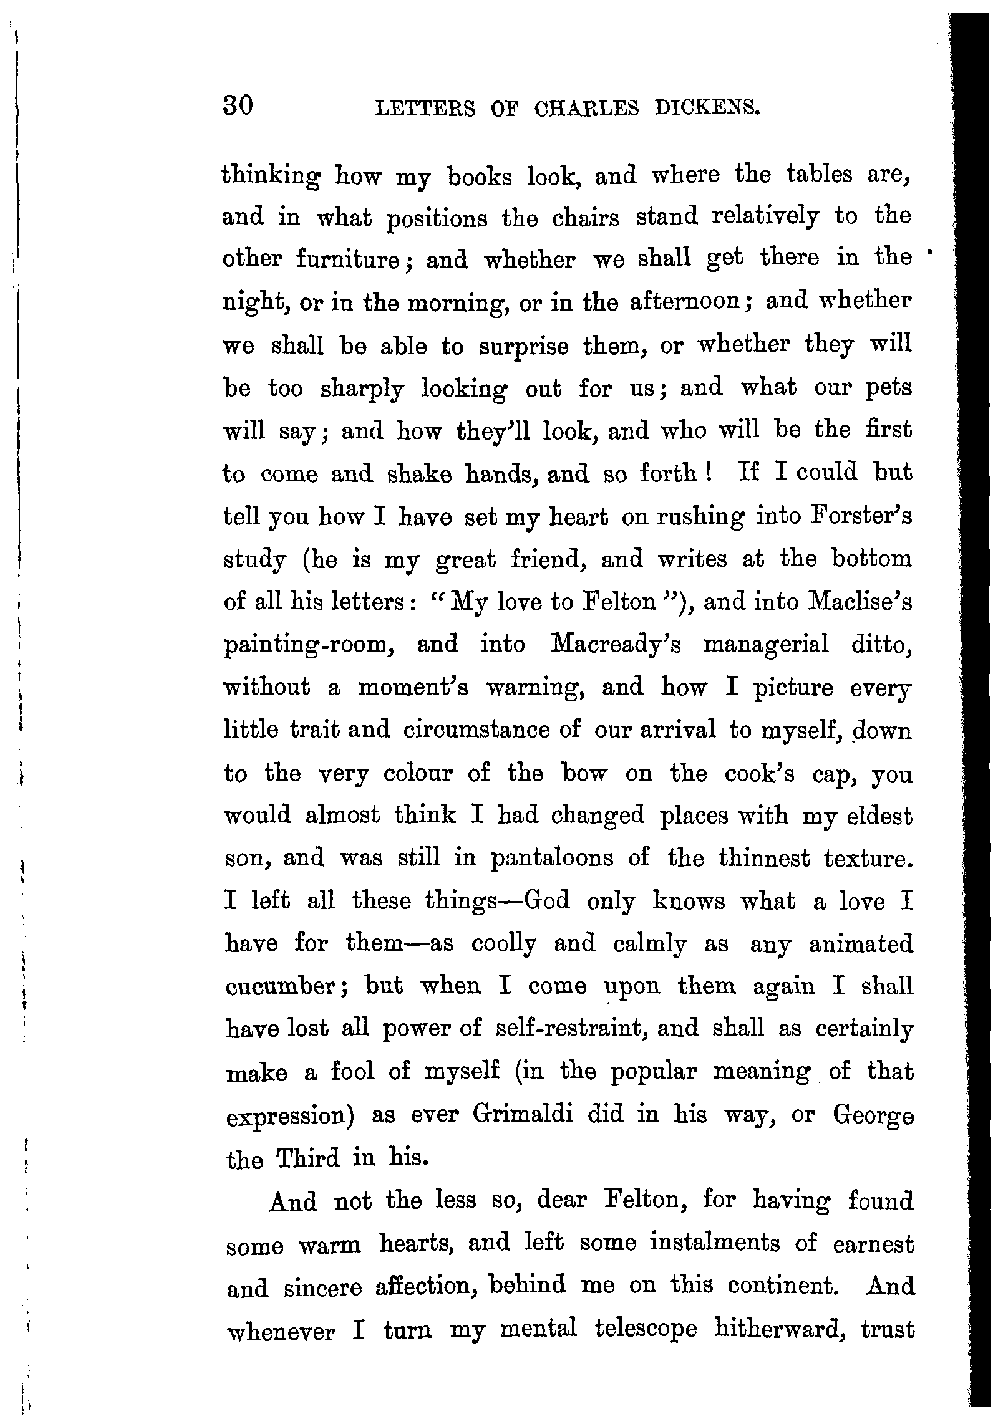 30 LETTERS OF CHARLES DICKENS.
thinking how my books look, and where the tables are,
and in what positions the chairs stand relatively to the
other furniture; and whether we shall get there in the
night, or in the morning, or in the afternoon; and whether
we shall be able to surprise them, or whether they will
be too sharply looking out for us; and what our pets
will say; and how they'll look, and who will be the first
to come and shake hands, and so forth! If I could but
tell you how I have set my heart on rushing into Forster's
study (he is my great friend, and writes at the bottom
of all his letters: "My love to Felton"), and into Maclise's
painting-room, and into Macready's managerial ditto,
without a moment's warning, and how I picture every
little trait and circumstance of our arrival to myself, down
to the very colour of the bow on the cook's cap, you
would almost think I had changed places with my eldest
son, and was still in pantaloons of the thinnest texture.
I left all these things—God only knows what a love I
have for them—as coolly and calmly as any animated
cucumber; but when I come upon them again I shall
have lost all power of self-restraint, and shall as certainly
make a fool of myself (in the popular meaning of that
expression) as ever Grimaldi did in his way, or George
the Third in his.
And not the less so, dear Felton, for having found
some warm hearts, and left some instalments of earnest
and sincere affection, behind me on this continent. And
whenever I turn my mental telescope hitherward, trust